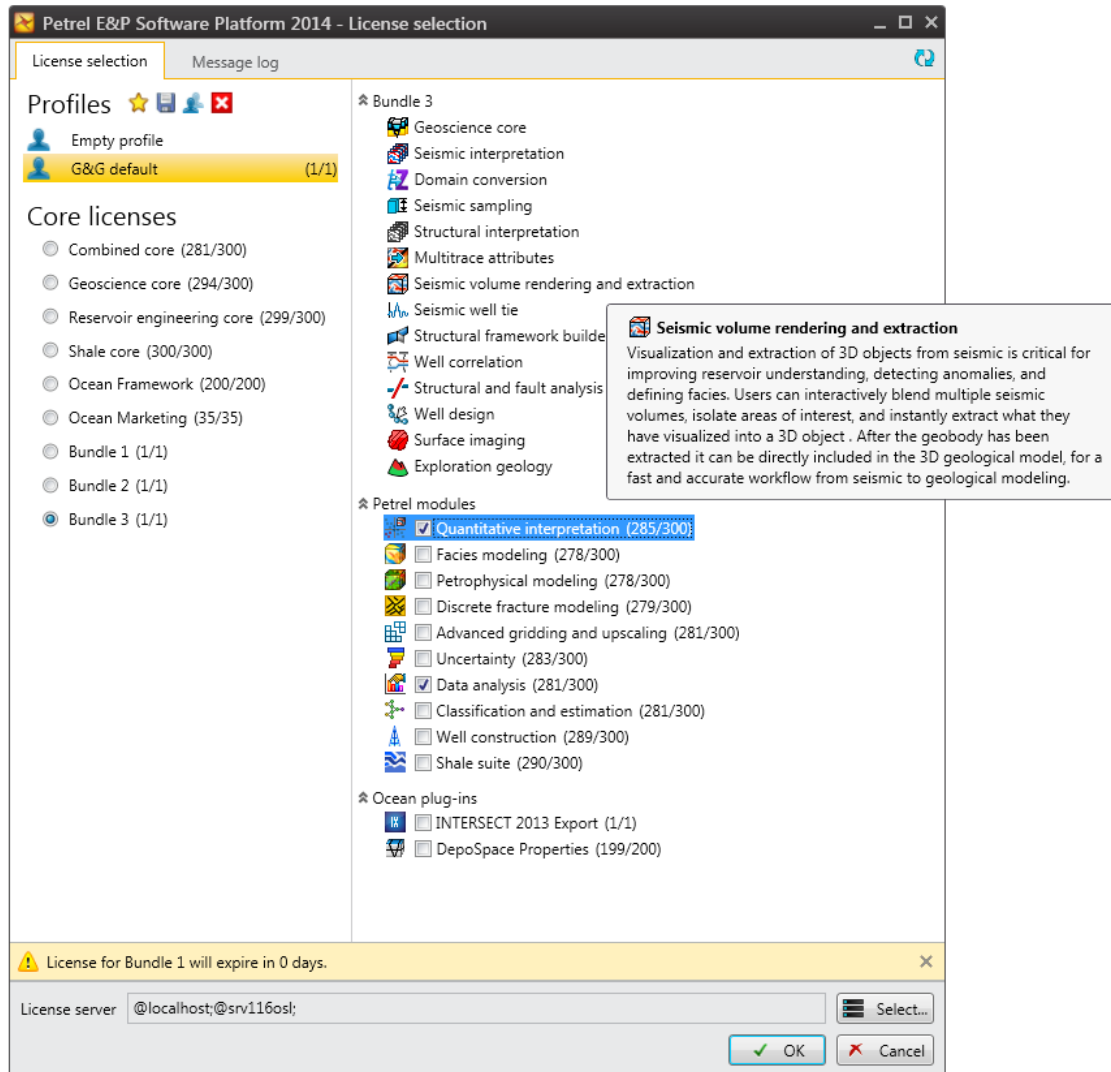 Petrel E&P Software Platform 2014 - License selection
License selection
Message log
Profiles
Empty profile
G&G default (1/1)
Core licenses
Combined core (281/300)
Geoscience core (294/300)
Reservoir engineering core (299/300)
Shale core (300/300)
Ocean Framework (200/200)
Ocean Marketing (35/35)
Bundle 1 (1/1)
Bundle 2 (1/1)
Bundle 3 (1/1)
Bundle 3
Geoscience core
Seismic interpretation
Domain conversion
Seismic sampling
Structural interpretation
Multitrace attributes
Seismic volume rendering and extraction
Seismic well tie
Structural framework builde
Well correlation
Structural and fault analysis
Well design
Surface imaging
Exploration geology
Seismic volume rendering and extraction
Visualization and extraction of 3D objects from seismic is critical for
improving reservoir understanding, detecting anomalies, and
defining facies. Users can interactively blend multiple seismic
volumes, isolate areas of interest, and instantly extract what they
have visualized into a 3D object . After the geobody has been
extracted it can be directly included in the 3D geological model, for a
fast and accurate workflow from seismic to geological modeling.
Petrel modules
Quantitative interpretation (285/300)
Facies modeling (278/300)
Petrophysical modeling (278/300)
Discrete fracture modeling (279/300)
Advanced gridding and upscaling (281/300)
Uncertainty (283/300)
Data analysis (281/300)
Classification and estimation (281/300)
Well construction (289/300)
Shale suite (290/300)
Ocean plug-ins
INTERSECT 2013 Export (1/1)
DepoSpace Properties (199/200)
License for Bundle 1 will expire in 0 days.
License server @localhost;@srv116osl;
Select...
OK
Cancel